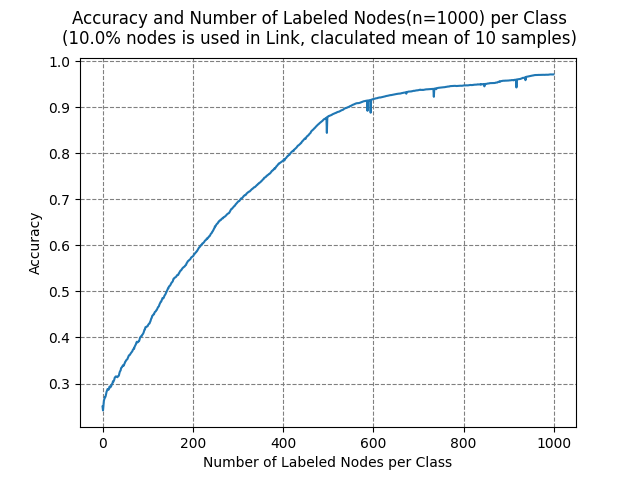 Accuracy and Number of Labeled Nodes(n=1000) per Class
(10.0% nodes is used in Link, claculated mean of 10 samples)
1.0
0.9
0.8
0.7
0.6
0.5
0.4
0.3
Accuracy
0 200 400 600 800 1000
Number of Labeled Nodes per Class